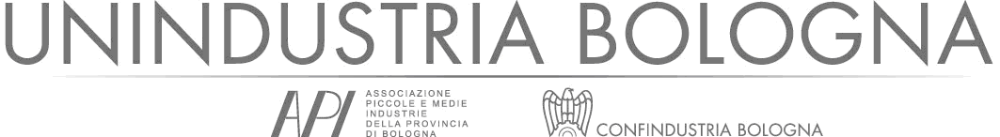 UNINDUSTRIA BOLOGNA
API
ASSOCIAZIONE
PICCOLE E MEDIE
INDUSTRIE
DELLA PROVINCIA
DI BOLOGNA
CONFINDUSTRIA BOLOGNA